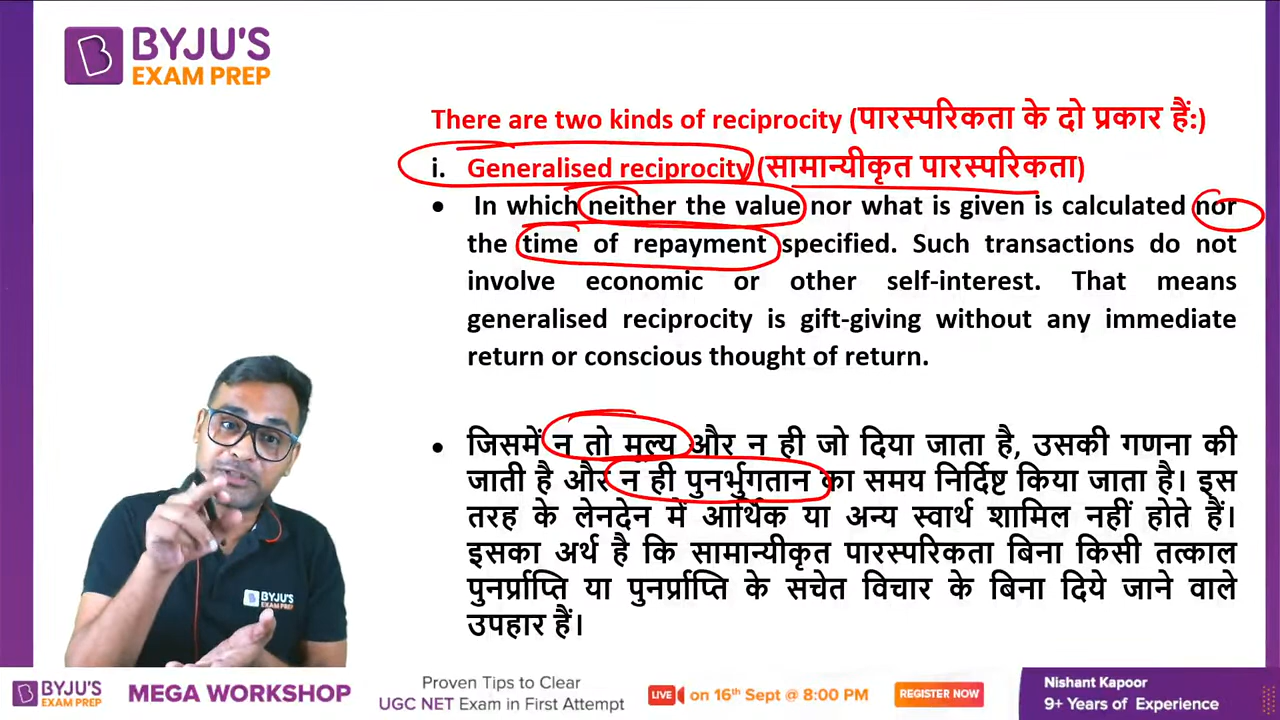 BYJU'S
EXAM PREP
There are two kinds of reciprocity (पारस्परिकता के दो प्रकार हैं:)
i. Generalised reciprocity (सामान्यीकृत पारस्परिकता)
• In which neither the value nor what is given is calculated nor
the time of repayment specified. Such transactions do not
involve economic or other self-interest. That means
generalised reciprocity is gift-giving without any immediate
return or conscious thought of return.
• जिसमें न तो मूल्य और न ही जो दिया जाता है, उसकी गणना की
जाती है और न ही पुनर्भुगतान का समय निर्दिष्ट किया जाता है। इस
तरह के लेनदेन में आर्थिक या अन्य स्वार्थ शामिल नहीं होते हैं।
इसका अर्थ है कि सामान्यीकृत पारस्परिकता बिना किसी तत्काल
पुनर्प्राप्ति या पुनर्प्राप्ति के सचेत विचार के बिना दिये जाने वाले
उपहार हैं।
BYJU'S
EXAM PREP
BYJU'S
EXAM PREP
MEGA WORKSHOP
Proven Tips to Clear
UGC NET Exam in First Attempt
LIVE on 16th Sept @ 8:00 PM
REGISTER NOW
Nishant Kapoor
9+ Years of Experience